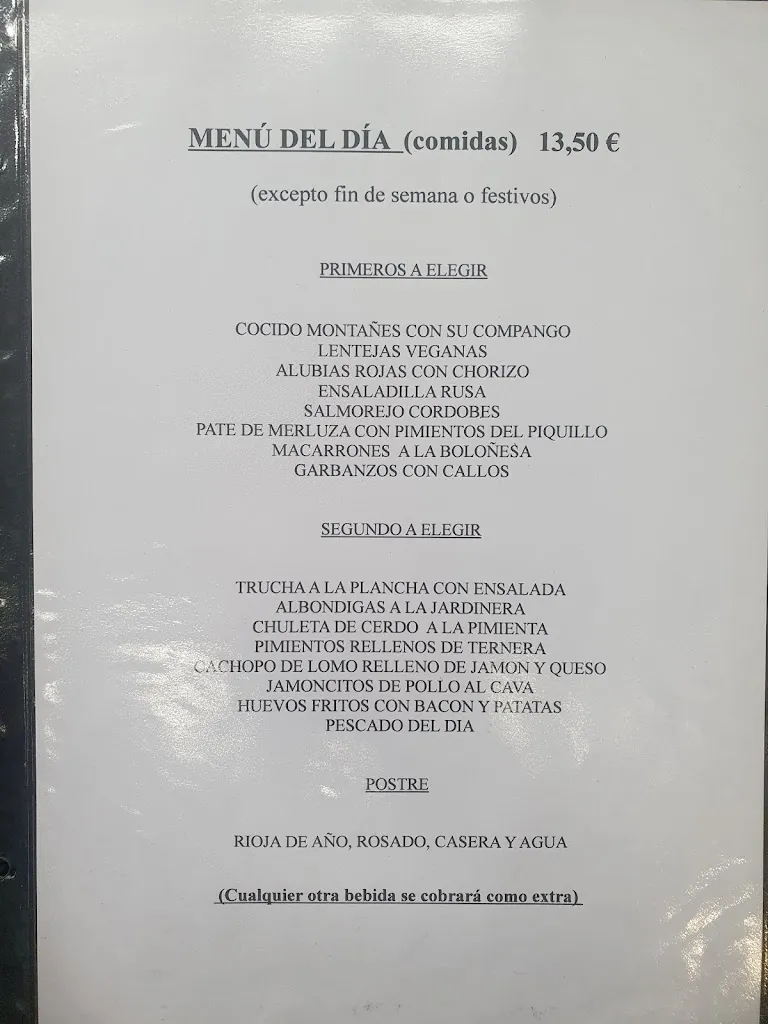 MENÚ DEL DÍA (comidas) 13,50 €
(excepto fin de semana o festivos)
PRIMEROS A ELEGIR
COCIDO MONTAÑES CON SU COMPANGO
LENTEJAS VEGANAS
ALUBIAS ROJAS CON CHORIZO
ENSALADILLA RUSA
SALMOREJO CORDOBES
PATE DE MERLUZA CON PIMIENTOS DEL PIQUILLO
MACARRONES A LA BOLOÑESA
GARBANZOS CON CALLOS
SEGUNDO A ELEGIR
TRUCHA A LA PLANCHA CON ENSALADA
ALBONDIGAS A LA JARDINERA
CHULETA DE CERDO A LA PIMIENTA
PIMIENTOS RELLENOS DE TERNERA
CACHOPO DE LOMO RELLENO DE JAMON Y QUESO
JAMONCITOS DE POLLO AL CAVA
HUEVOS FRITOS CON BACON Y PATATAS
PESCADO DEL DIA
POSTRE
RIOJA DE AÑO, ROSADO, CASERA Y AGUA
(Cualquier otra bebida se cobrará como extra)